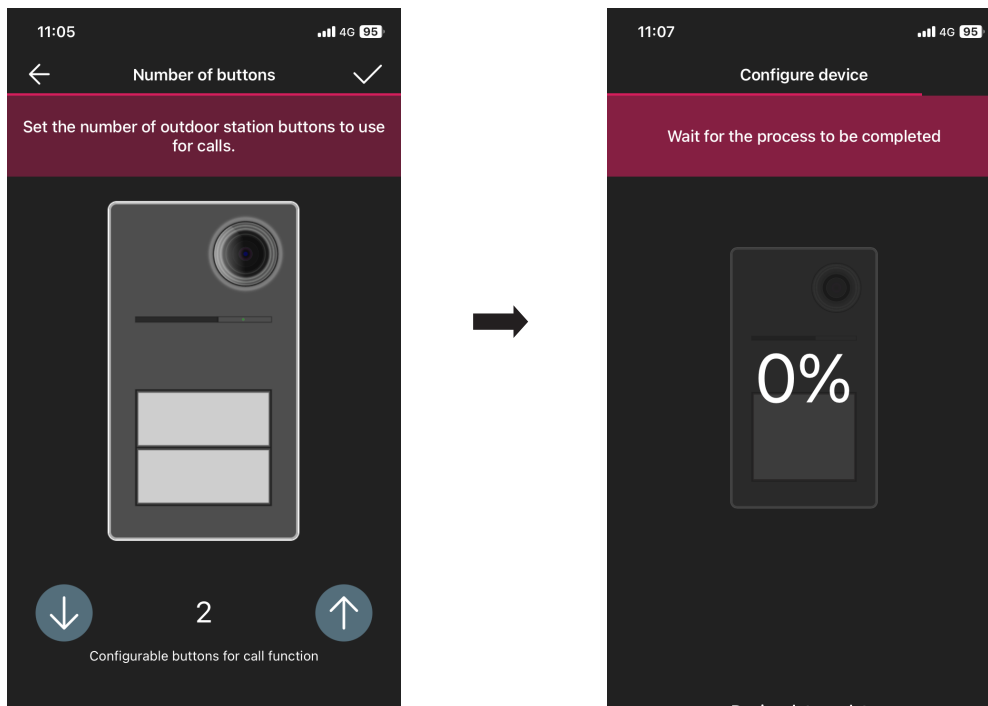 11:05
4G 95
Number of buttons
Set the number of outdoor station buttons to use
for calls.
2
Configurable buttons for call function
11:07
4G 95
Configure device
Wait for the process to be completed
0%